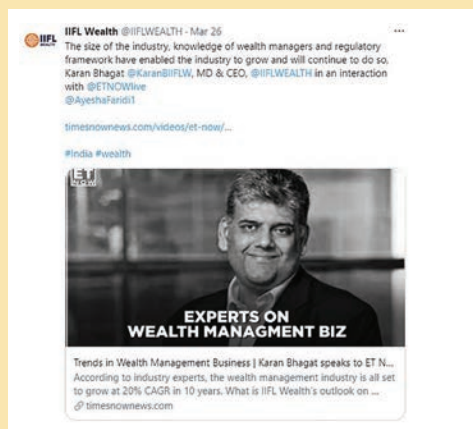 IIFL Wealth @IIFLWEALTH · Mar 26
IIFL
WEALTH
The size of the industry, knowledge of wealth managers and regulatory
framework have enabled the industry to grow and will continue to do so,
Karan Bhagat @KaranBIIFLW, MD & CEO, @IIFLWEALTH in an interaction
with @ETNOWlive
@AyeshaFaridi1
timesnownews.com/videos/et-now/...
#india #wealth
ET
NOW
EXPERTS ON
WEALTH MANAGMENT BIZ
Trends in Wealth Management Business | Karan Bhagat speaks to ET N...
According to industry experts, the wealth management industry is all set
to grow at 20% CAGR in 10 years. What is IIFL Wealth's outlook on ...
timesnownews.com